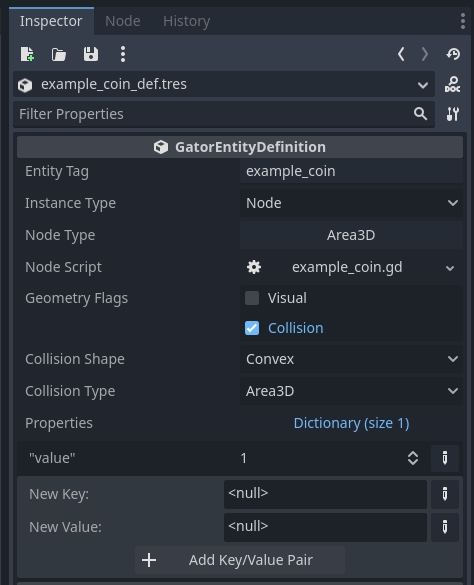 Inspector Node History
example_coin_def.tres
DOC
Filter Properties
GatorEntityDefinition
Entity Tag example_coin
Instance Type Node
Node Type Area3D
Node Script example_coin.gd
Geometry Flags Visual
Collision
Collision Shape Convex
Collision Type Area3D
Properties Dictionary (size 1)
"value" 1
New Key: <null>
New Value: <null>
Add Key/Value Pair